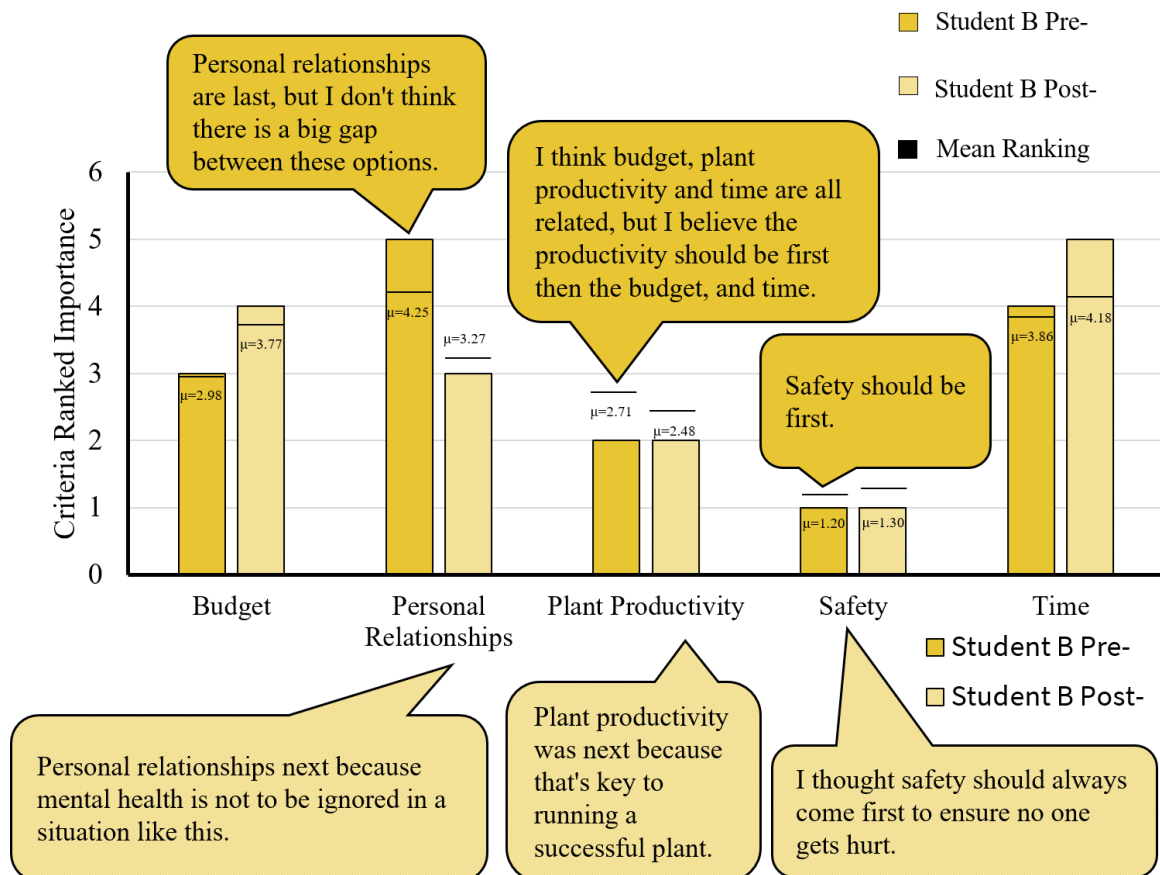 Student B Pre-
Student B Post-
Mean Ranking
Personal relationships
are last, but I don't think
there is a big gap
between these options.
I think budget, plant
productivity and time are all
related, but I believe the
productivity should be first
then the budget, and time.
Safety should be
first.
Criteria Ranked Importance
6
5
4
3
2
1
0
μ=2.98
μ=3.77
μ=4.25
μ=3.27
μ=2.71
μ=2.48
μ=1.20
μ=1.30
μ=3.86
μ=4.18
Budget
Personal
Relationships
Plant Productivity
Safety
Time
Student B Pre-
Student B Post-
Personal relationships next because
mental health is not to be ignored in a
situation like this.
Plant productivity
was next because
that's key to
running a
successful plant.
I thought safety should always
come first to ensure no one
gets hurt.